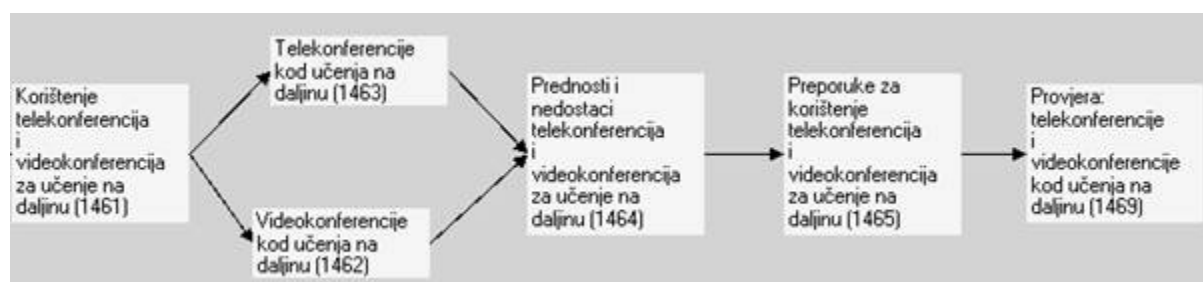 Korištenje
telekonferencija
i
videokonferencija
za učenje na
daljinu (1461)
Telekonferencije
kod učenja na
daljinu (1463)
Videokonferencije
kod učenja na
daljinu (1462)
Prednosti i
nedostaci
telekonferencija
i
videokonferencija
za učenje na
daljinu (1464)
Preporuke za
korištenje
telekonferencija
i
videokonferencija
za učenje na
daljinu (1465)
Provjera:
telekonferencije
i
videokonferencije
kod učenja na
daljinu (1469)